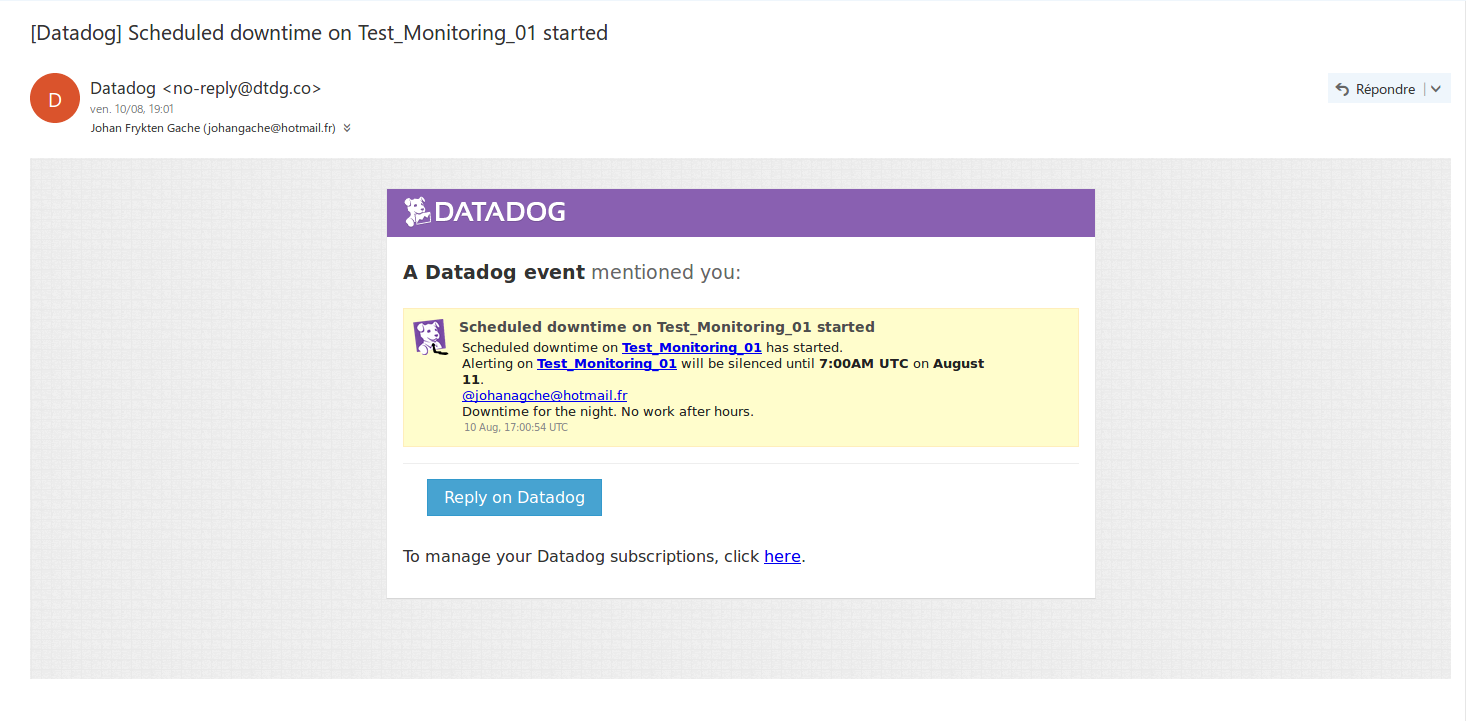 [Datadog] Scheduled downtime on Test_Monitoring_01 started
D
Datadog <no-reply@dtdg.co>
ven. 10/08, 19:01
Johan Frykten Gache (johangache@hotmail.fr)
Répondre
DATADOG
A Datadog event mentioned you:
Scheduled downtime on Test_Monitoring_01 started
Scheduled downtime on Test_Monitoring_01 has started.
Alerting on Test_Monitoring_01 will be silenced until 7:00AM UTC on August
11.
@johanagche@hotmail.fr
Downtime for the night. No work after hours.
10 Aug, 17:00:54 UTC
Reply on Datadog
To manage your Datadog subscriptions, click here.